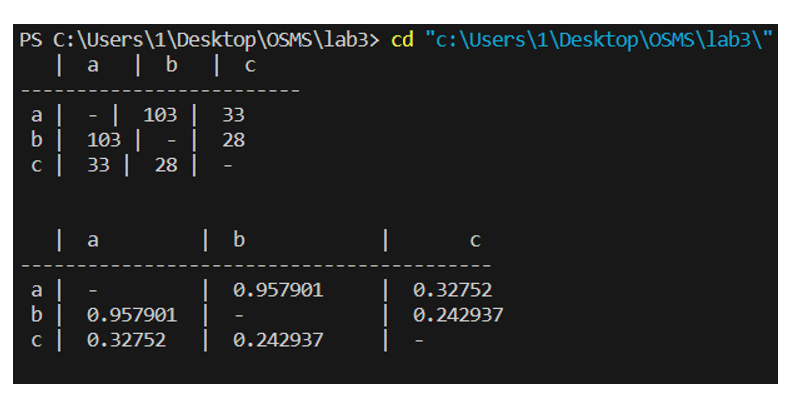 PS C:\Users\1\Desktop\OSMS\lab3> cd "c:\Users\1\Desktop\OSMS\lab3\"
   |  a   |  b   |  c
--------------------------
 a |  - |  103 |  33
 b |  103 |  - |  28
 c |  33 |  28 |  -
   |  a         |  b            |       c
------------------------------------------
 a |  -         |  0.957901     |  0.32752
 b |  0.957901  |  -            |  0.242937
 c |  0.32752   |  0.242937     |  -